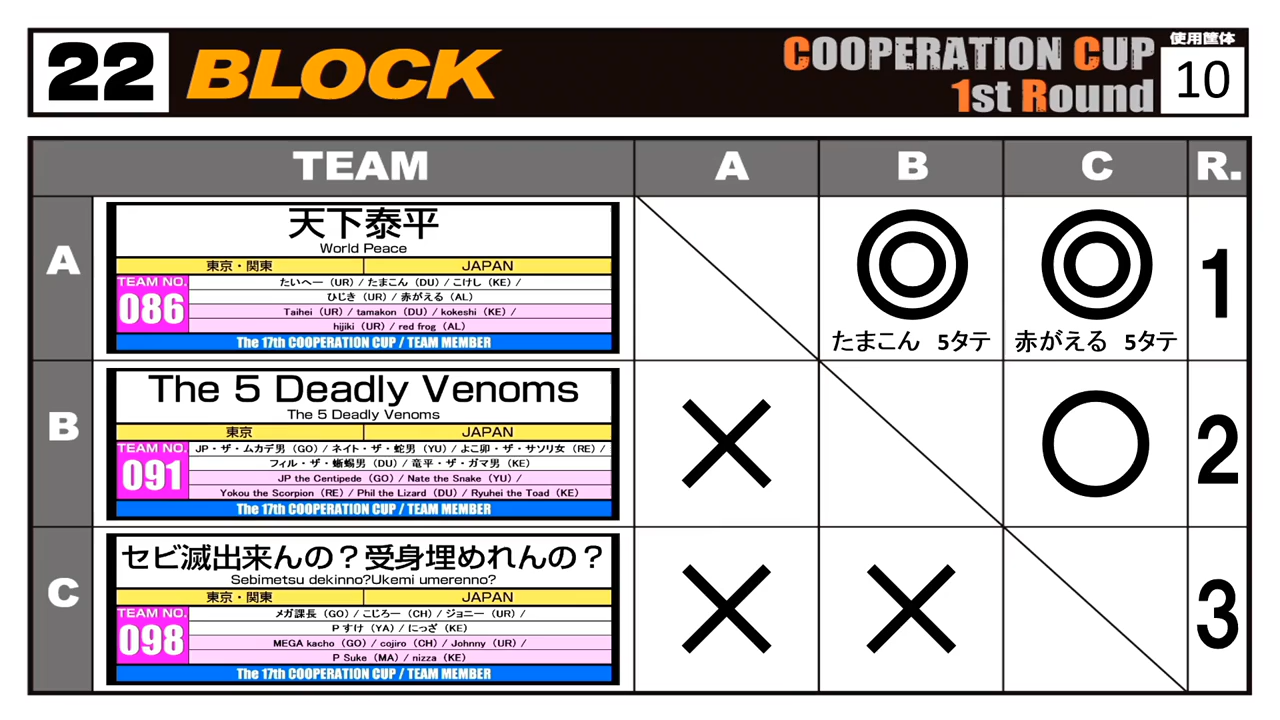 22 BLOCK
COOPERATION CUP
1st Round
使用筐体
10
TEAM A B C R.
A
天下泰平
World Peace
東京・関東 JAPAN
TEAM NO.
086
たいへー（UR）/ たまこん（DU）/ こけし（KE）/
ひじき（UR）/ 赤がえる（AL）
Taihei（UR）/ tamakon（DU）/ kokeshi（KE）/
hijiki（UR）/ red frog（AL）
The 17th COOPERATION CUP / TEAM MEMBER
◎ ◎
たまこん 5タテ 赤がえる 5タテ
1
B
The 5 Deadly Venoms
The 5 Deadly Venoms
東京 JAPAN
TEAM NO.
091
JP・ザ・ムカデ男（GO）/ ネイト・ザ・蛇男（YU）/ よこ卯・ザ・サソリ女（RE）/
フィル・ザ・蜥蜴男（DU）/ 竜平・ザ・ガマ男（KE）
JP the Centipede（GO）/ Nate the Snake（YU）/
Yokou the Scorpion（RE）/ Phil the Lizard（DU）/ Ryuhei the Toad（KE）
The 17th COOPERATION CUP / TEAM MEMBER
× ○
2
C
セビ滅出来んの？受身埋めれんの？
Sebimetsu dekinno?Ukemi umerenno?
東京・関東 JAPAN
TEAM NO.
098
メガ課長（GO）/ こじろー（CH）/ ジョニー（UR）/
P すけ（YA）/ にっざ（KE）
MEGA kacho（GO）/ cojiro（CH）/ Johnny（UR）/
P Suke（MA）/ nizza（KE）
The 17th COOPERATION CUP / TEAM MEMBER
× ×
3